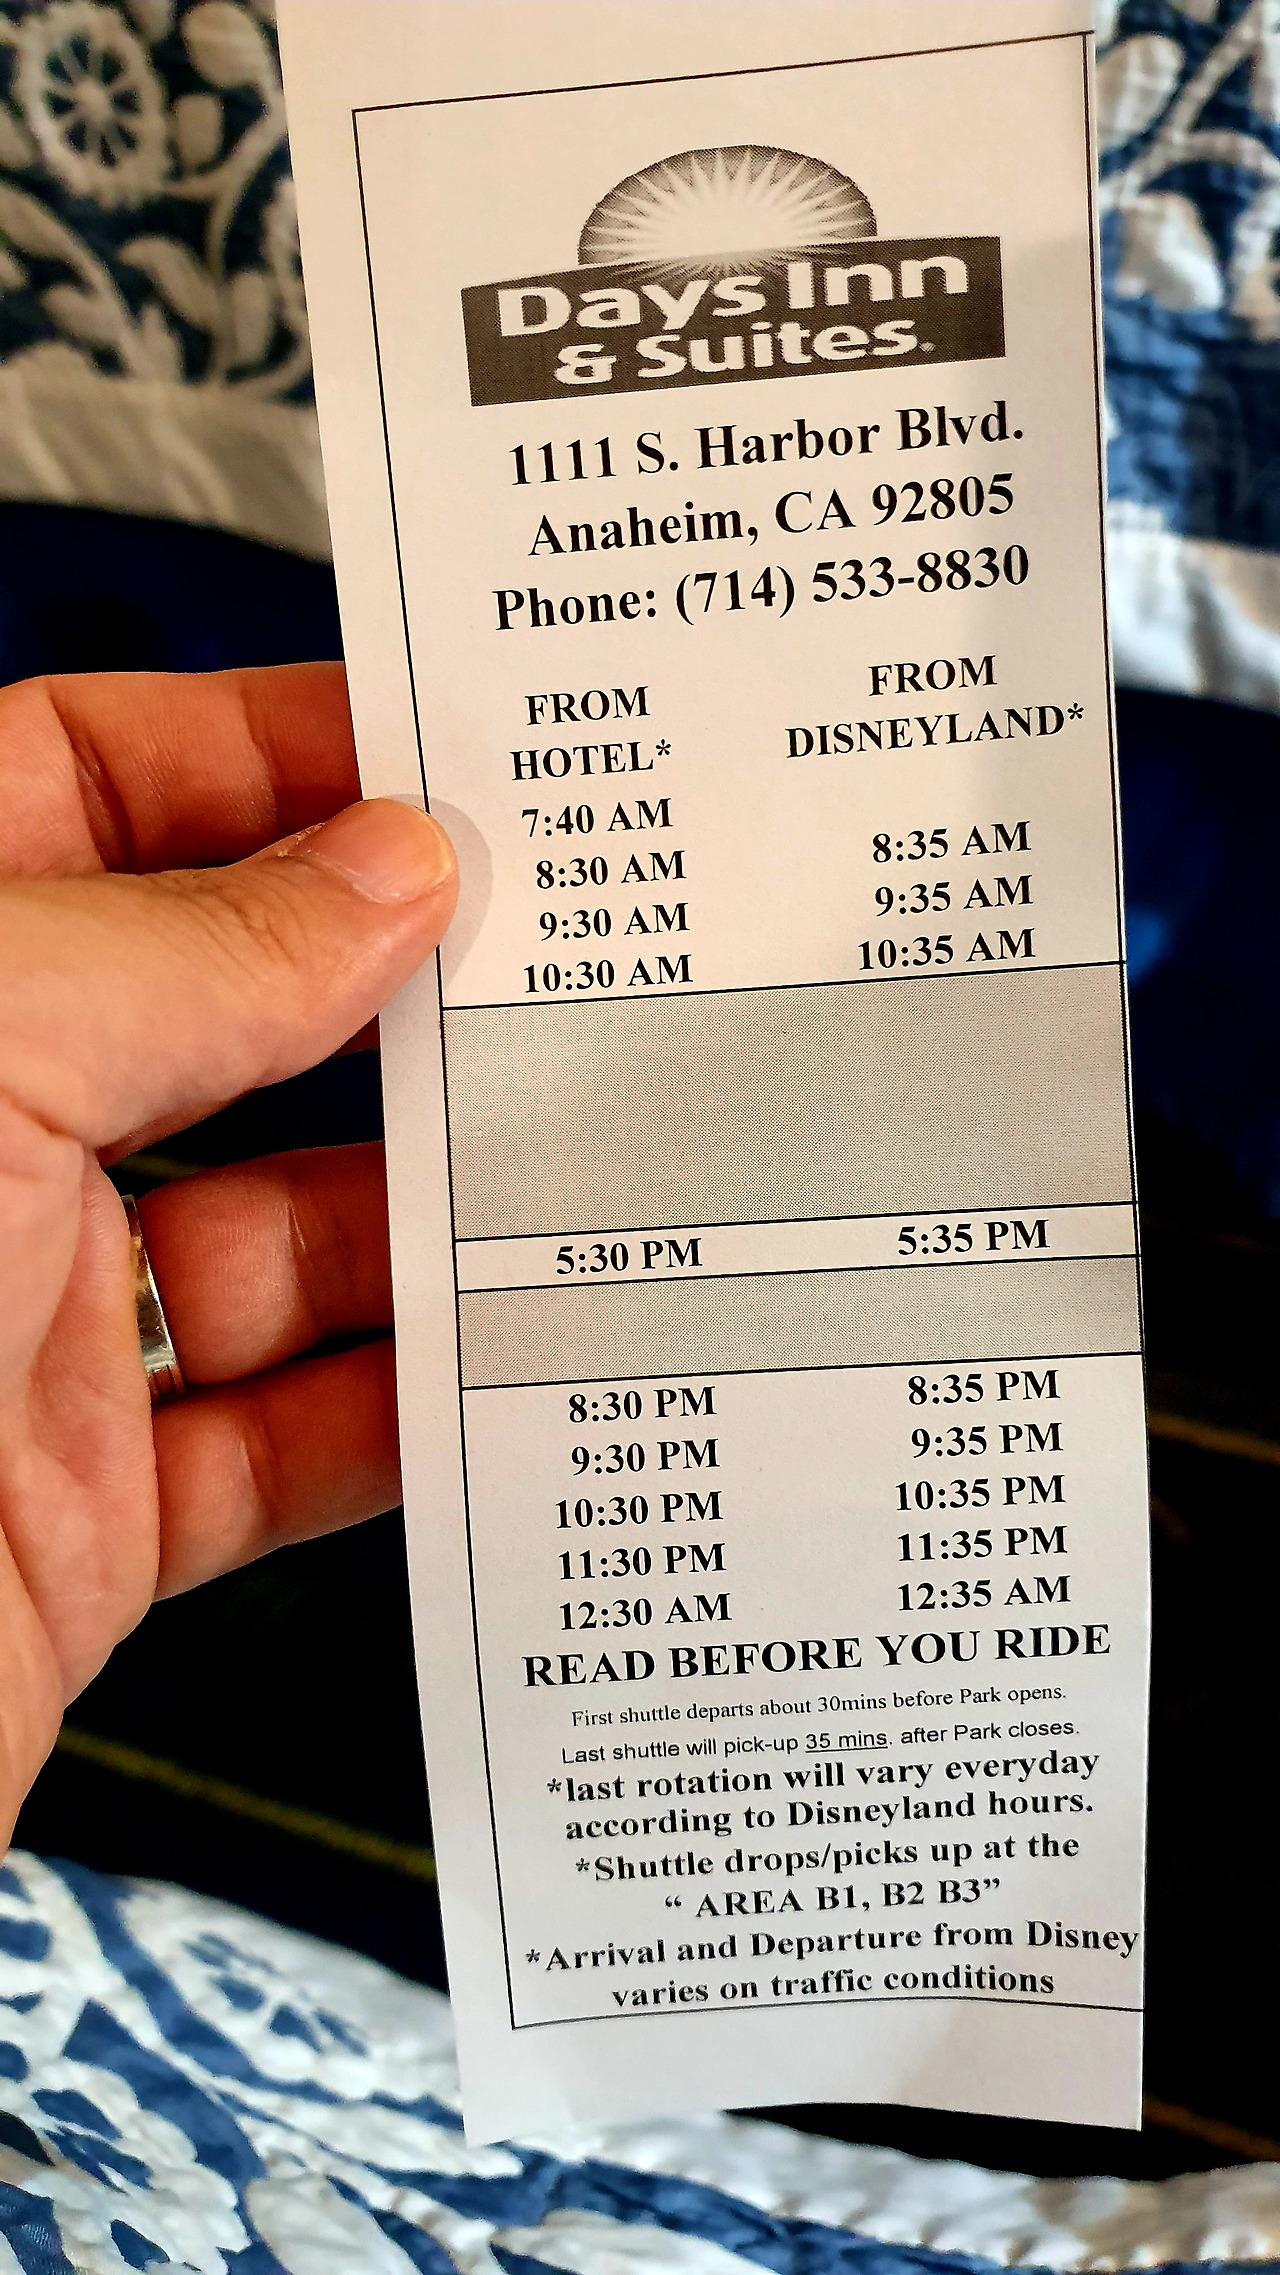 Days Inn
& Suites.
1111 S. Harbor Blvd.
Anaheim, CA 92805
Phone: (714) 533-8830
FROM HOTEL* FROM DISNEYLAND*
7:40 AM
8:30 AM 8:35 AM
9:30 AM 9:35 AM
10:30 AM 10:35 AM
5:30 PM 5:35 PM
8:30 PM 8:35 PM
9:30 PM 9:35 PM
10:30 PM 10:35 PM
11:30 PM 11:35 PM
12:30 AM 12:35 AM
READ BEFORE YOU RIDE
First shuttle departs about 30mins before Park opens.
Last shuttle will pick-up 35 mins. after Park closes.
*last rotation will vary everyday
according to Disneyland hours.
*Shuttle drops/picks up at the
“ AREA B1, B2 B3”
*Arrival and Departure from Disney
varies on traffic conditions